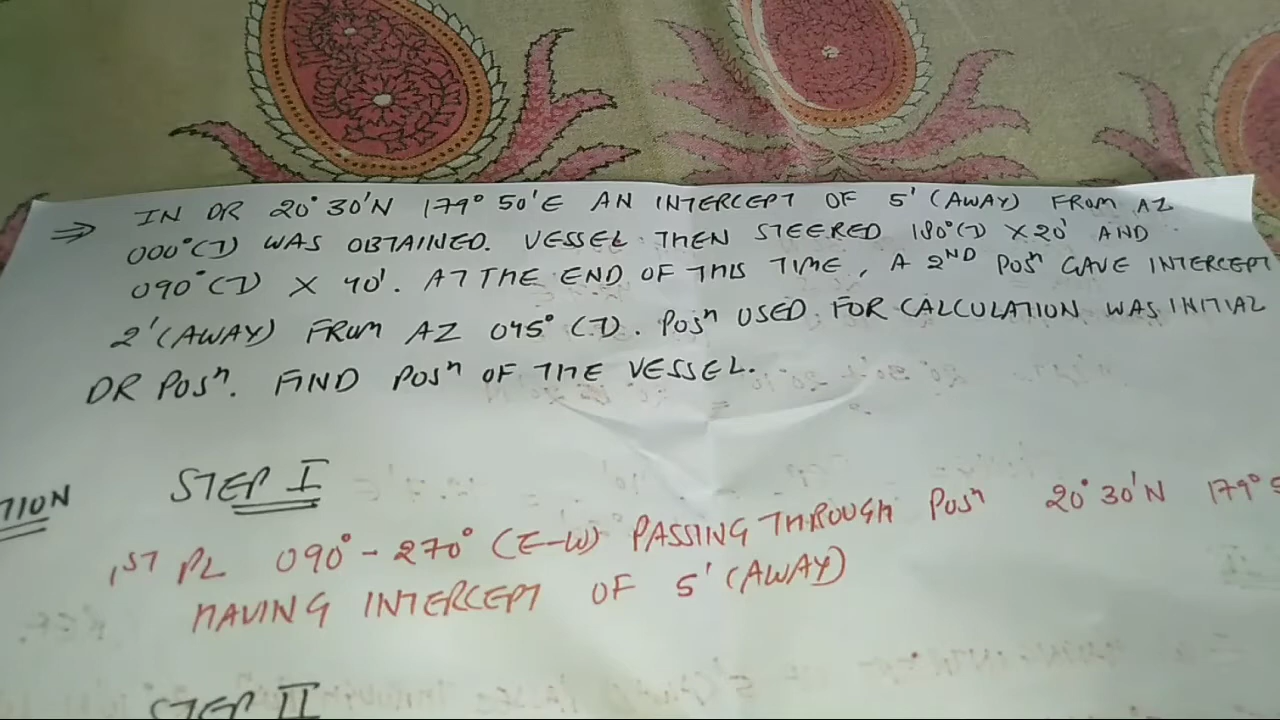 ⇒ IN DR 20° 30'N 179° 50'E AN INTERCEPT OF 5' (AWAY) FROM AZ
000°(T) WAS OBTAINED. VESSEL THEN STEERED 180°(T) X 20' AND
090°(T) X 40'. AT THE END OF THIS TIME, A 2ND POSn GAVE INTERCEPT
2' (AWAY) FROM AZ 045° (T). POSn USED FOR CALCULATION WAS INITIAL
DR POSn. FIND POSn OF THE VESSEL.
TION STEP I
1ST PL 090° - 270° (E-W) PASSING THROUGH POSn 20° 30'N 179°
HAVING INTERCEPT OF 5' (AWAY)
STEP II